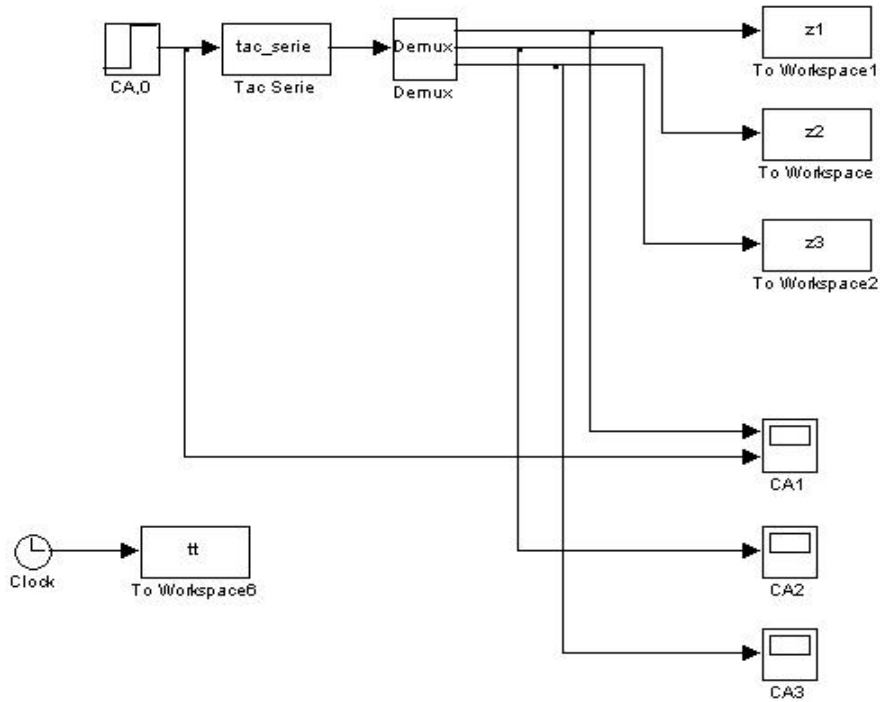 CA,0
tac_serie
Tac Serie
Demux
Demux
z1
To Workspace1
z2
To Workspace
z3
To Workspace2
CA1
CA2
CA3
Clock
tt
To Workspace6